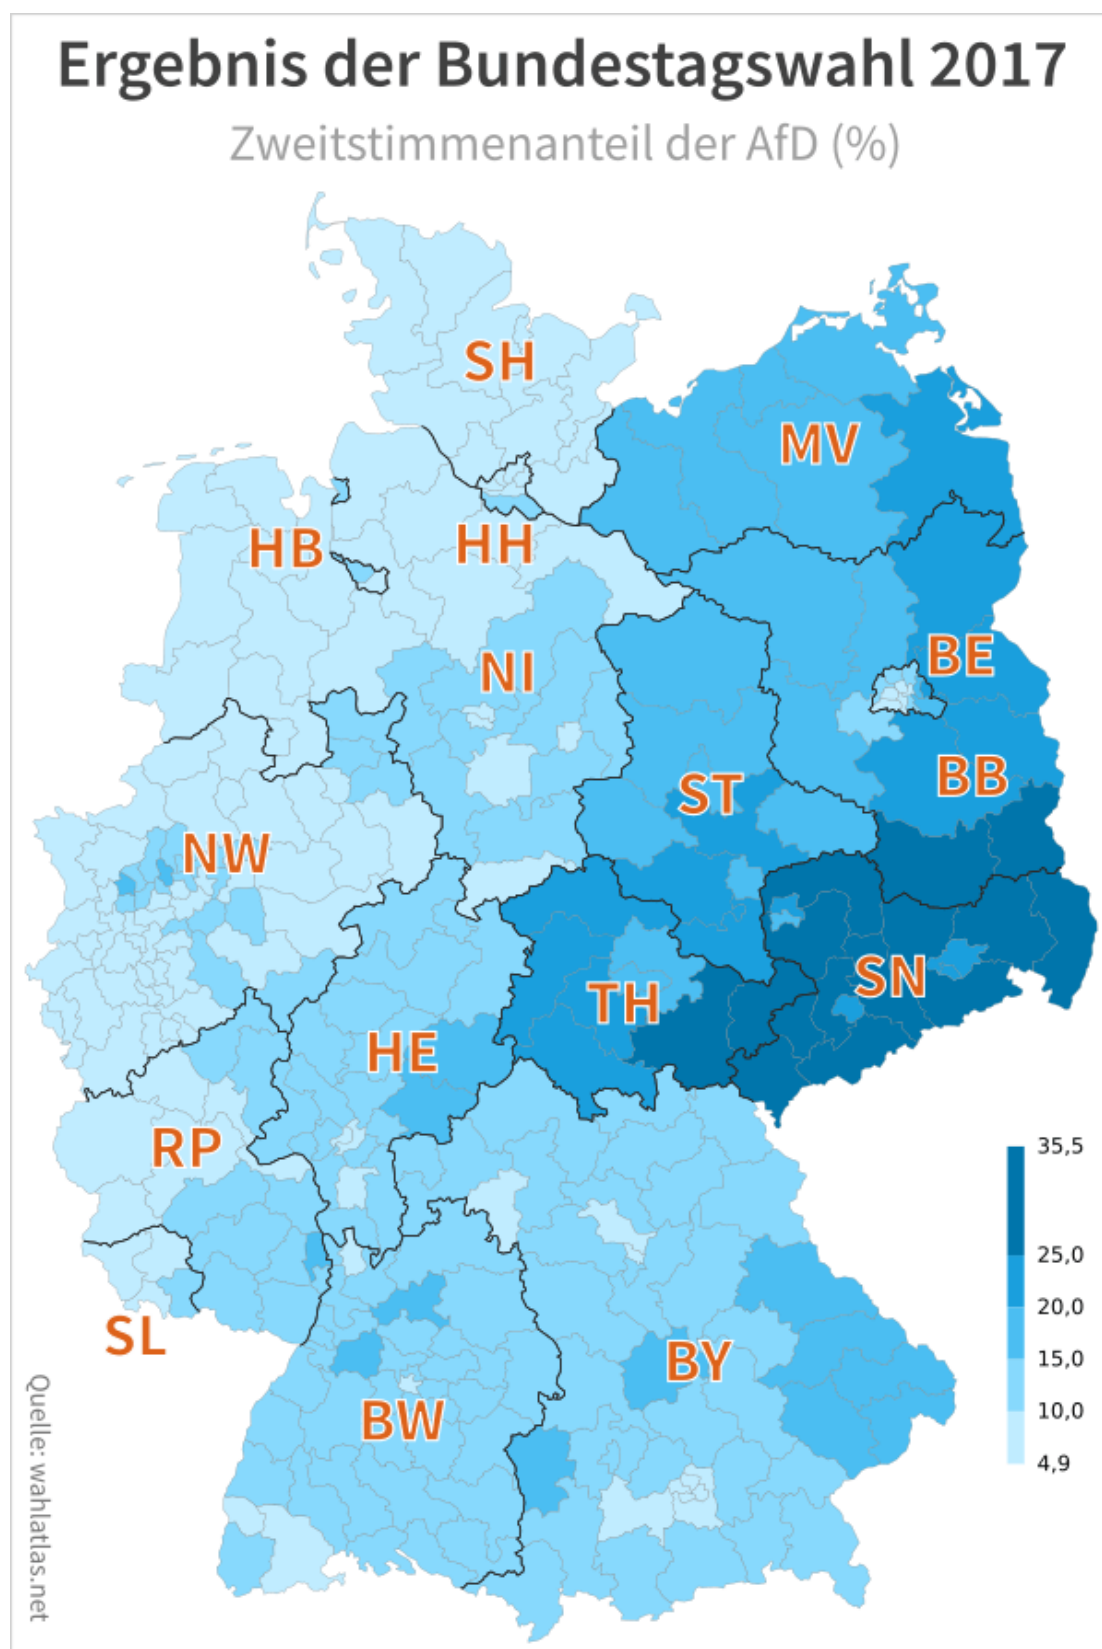 Ergebnis der Bundestagswahl 2017
Zweitstimmenanteil der AfD (%)
SH
MV
HB
HH
BE
NI
BB
ST
NW
SN
TH
HE
RP
SL
BY
BW
35,5
25,0
20,0
15,0
10,0
4,9
Quelle: wahlatlas.net